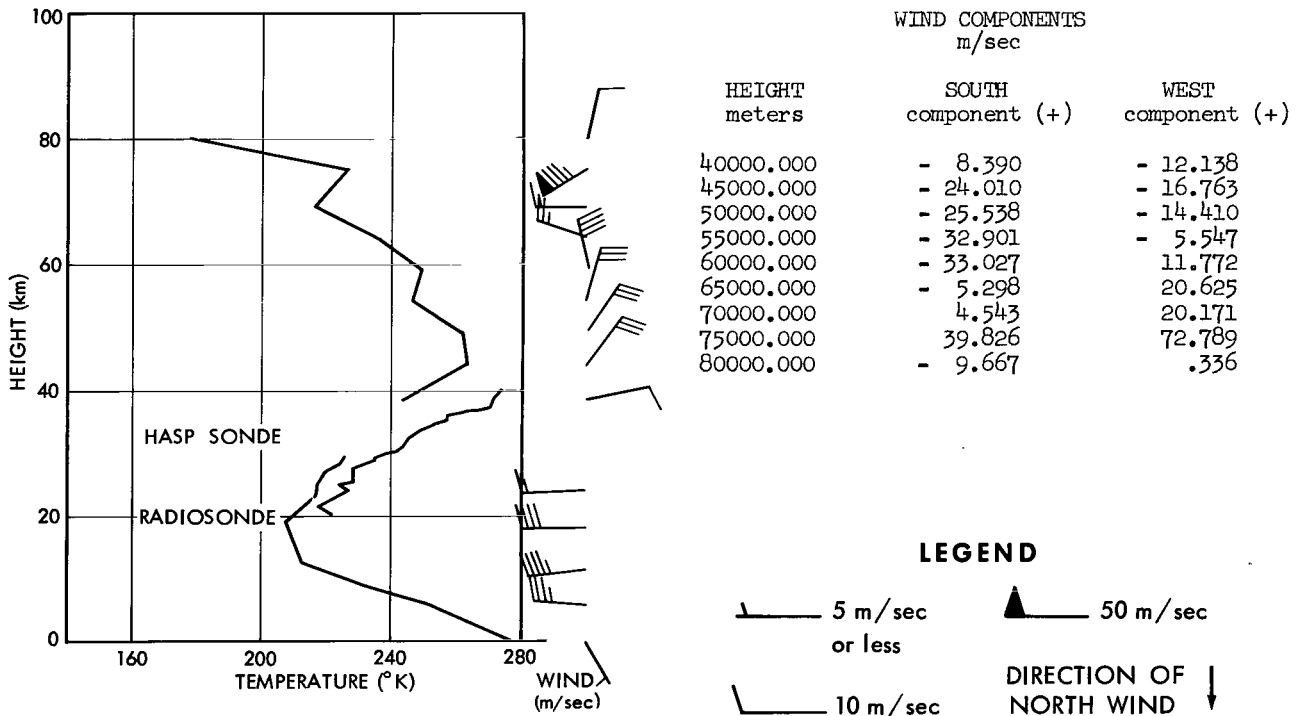 100
80
60
40
20
0
HEIGHT (km)
HASP SONDE
RADIOSONDE
160 200 240 280
TEMPERATURE (°K)
WIND
(m/sec)
WIND COMPONENTS
m/sec
HEIGHT SOUTH WEST
meters component (+) component (+)
40000.000 - 8.390 - 12.138
45000.000 - 24.010 - 16.763
50000.000 - 25.538 - 14.410
55000.000 - 32.901 - 5.547
60000.000 - 33.027 11.772
65000.000 - 5.298 20.625
70000.000 4.543 20.171
75000.000 39.826 72.789
80000.000 - 9.667 .336
LEGEND
5 m/sec
or less
50 m/sec
10 m/sec
DIRECTION OF
NORTH WIND